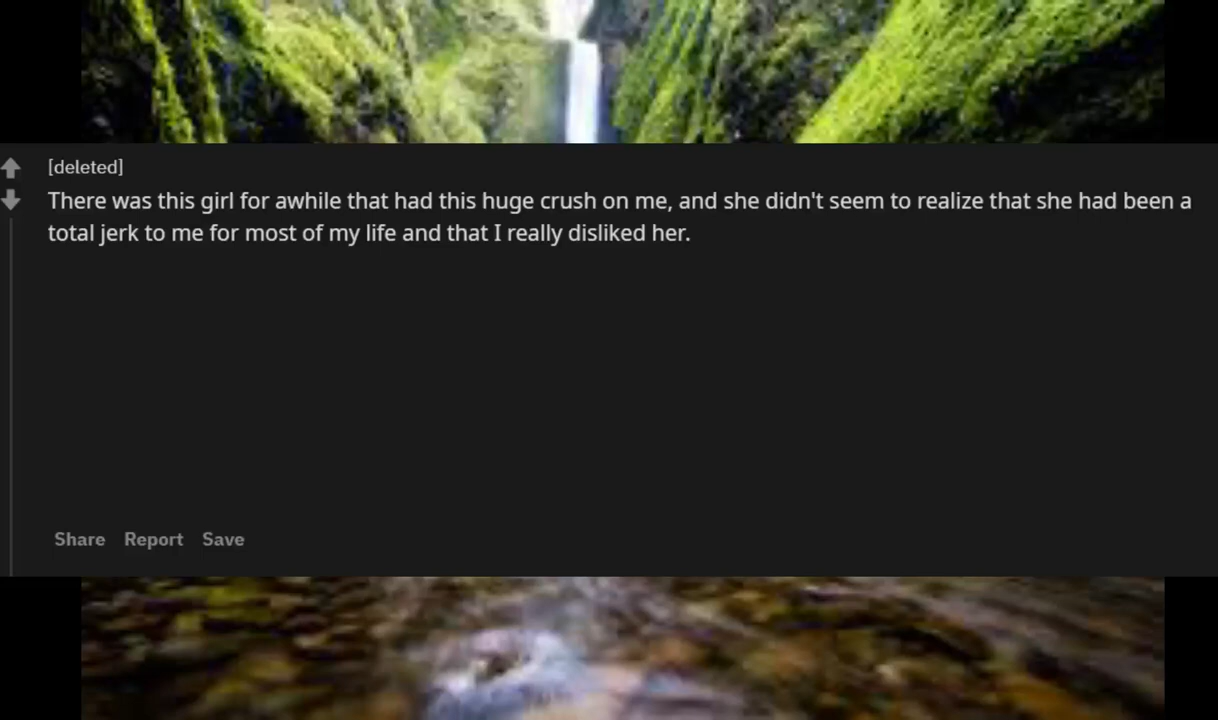 [deleted]
There was this girl for awhile that had this huge crush on me, and she didn't seem to realize that she had been a
total jerk to me for most of my life and that I really disliked her.
Share Report Save